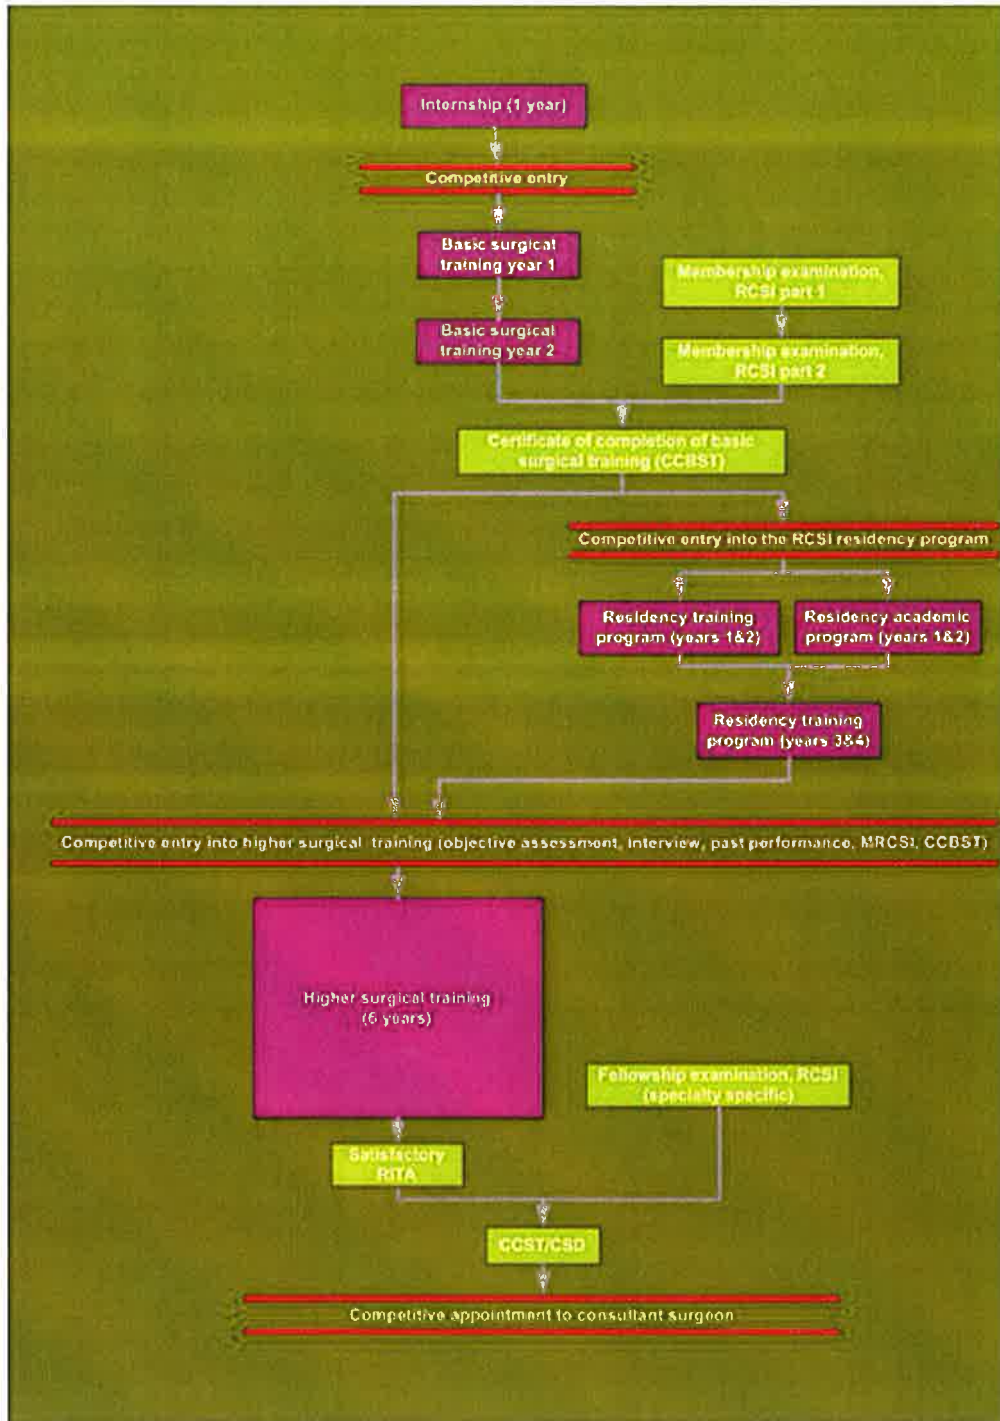 Internship (1 year)
Competitive entry
Basic surgical
training year 1
Membership examination,
RCSI part 1
Basic surgical
training year 2
Membership examination,
RCSI part 2
Certificate of completion of basic
surgical training (CCBST)
Competitive entry into the RCSI residency program
Residency training
program (years 1&2)
Residency academic
program (years 1&2)
Residency training
program (years 3&4)
Competitive entry into higher surgical training (objective assessment, interview, past performance, MRCSI, CCBST)
Higher surgical training
(6 years)
Fellowship examination, RCSI
(specialty specific)
Satisfactory
RITA
CCST/CSD
Competitive appointment to consultant surgeon